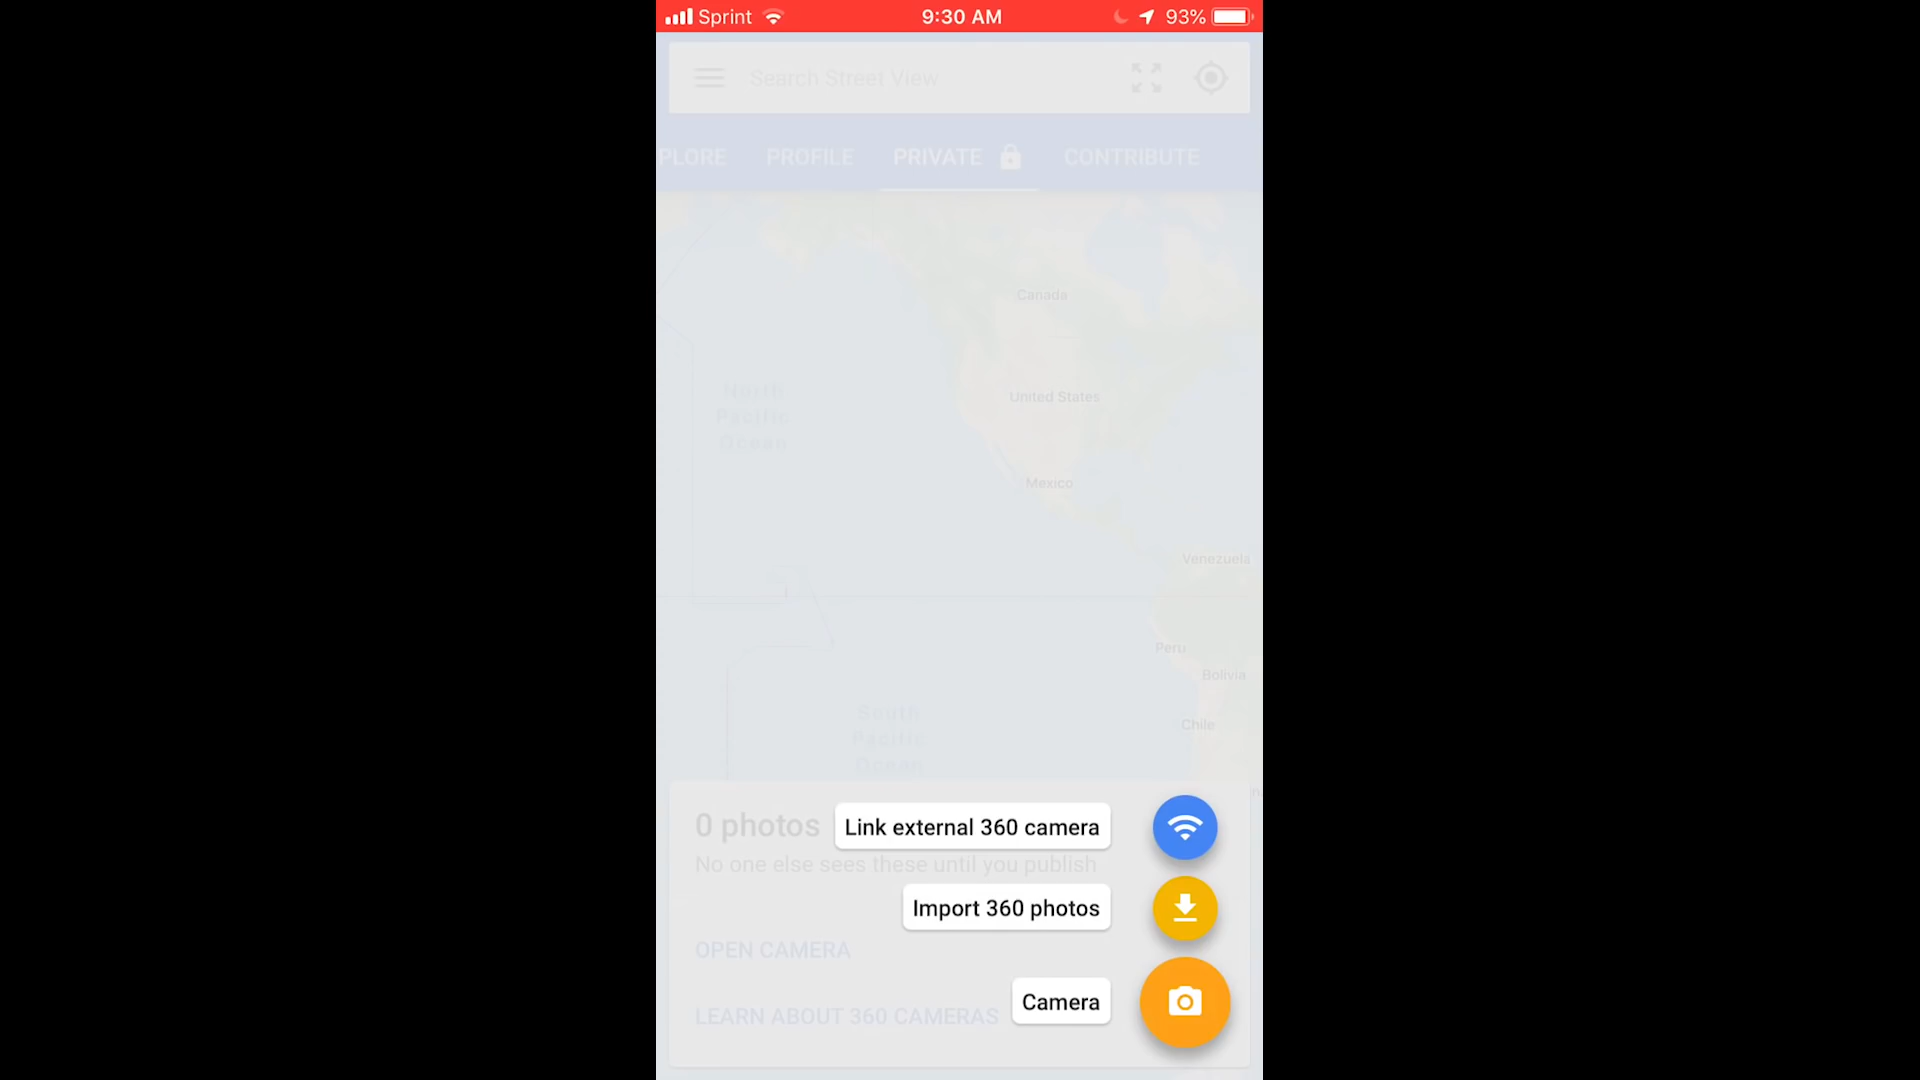 Sprint 9:30 AM 93%
Search Street View
PLORE PROFILE PRIVATE CONTRIBUTE
Canada
North
Pacific
Ocean
United States
Mexico
Venezuela
Peru
Bolivia
Chile
South
Pacific
Ocean
0 photos
Link external 360 camera
No one else sees these until you publish
Import 360 photos
OPEN CAMERA
Camera
LEARN ABOUT 360 CAMERAS